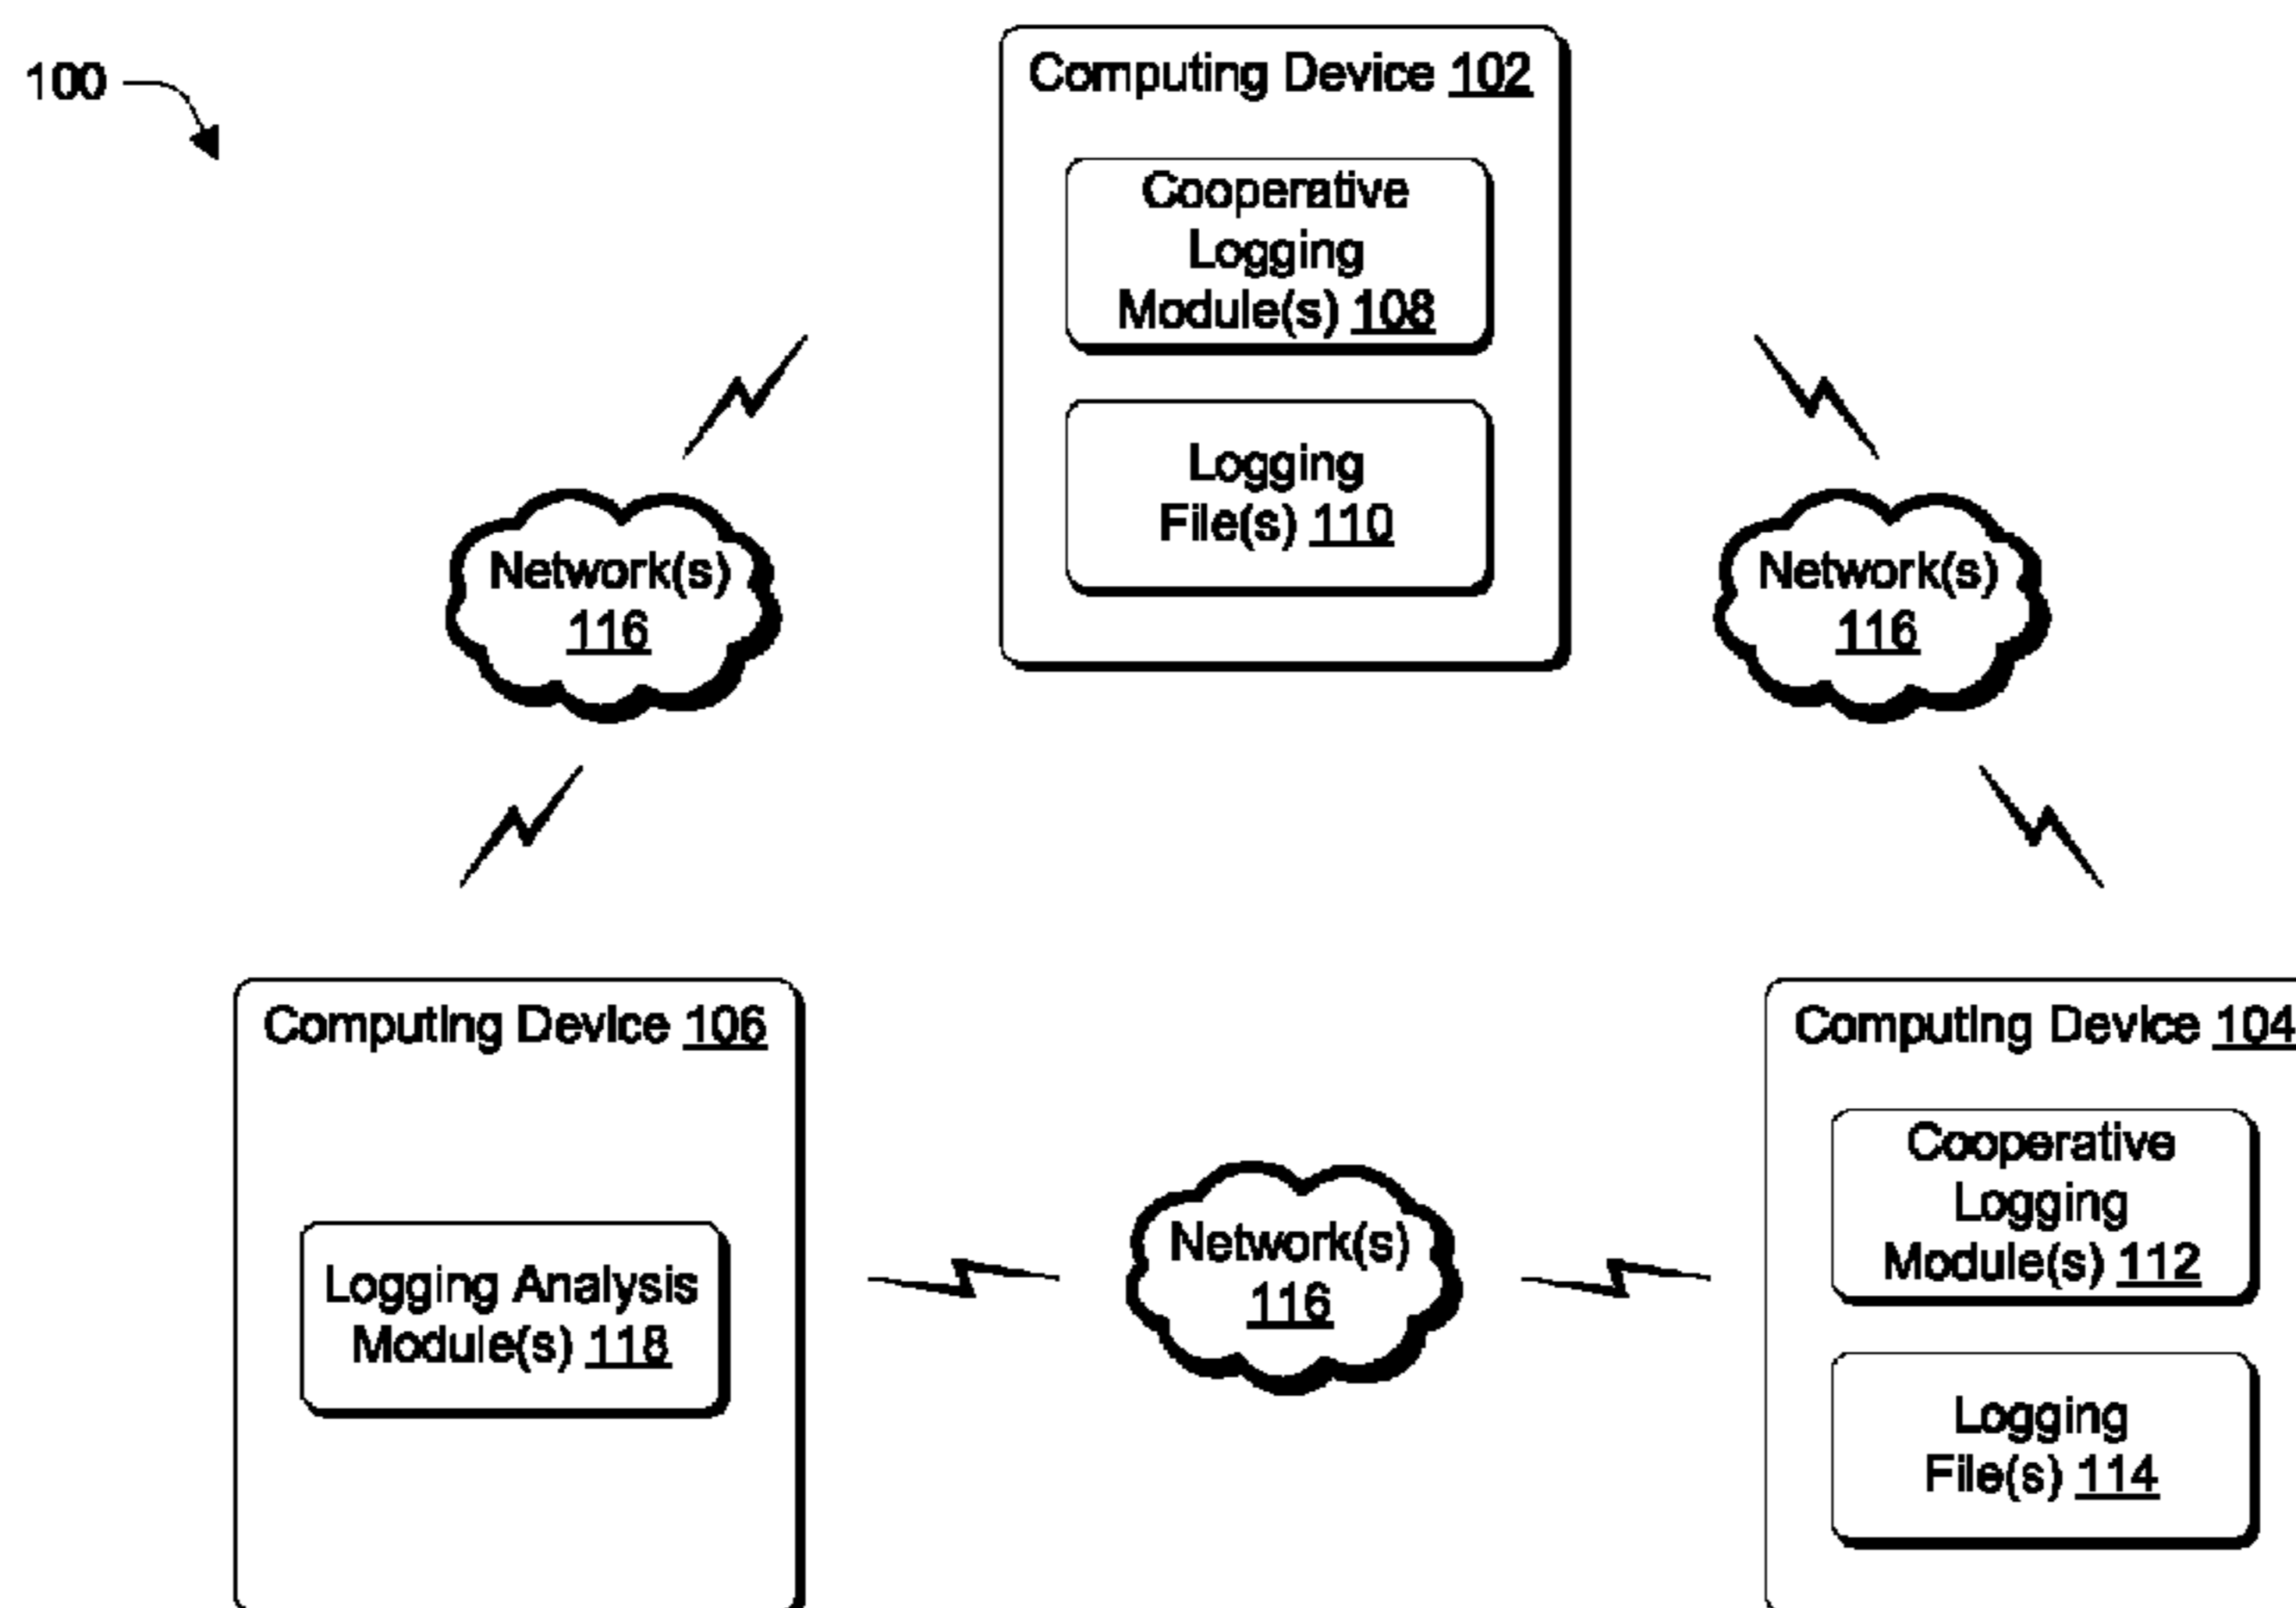 100
Computing Device 102
Cooperative
Logging
Module(s) 108
Logging
File(s) 110
Network(s)
116
Network(s)
116
Computing Device 106
Logging Analysis
Module(s) 118
Network(s)
116
Computing Device 104
Cooperative
Logging
Module(s) 112
Logging
File(s) 114